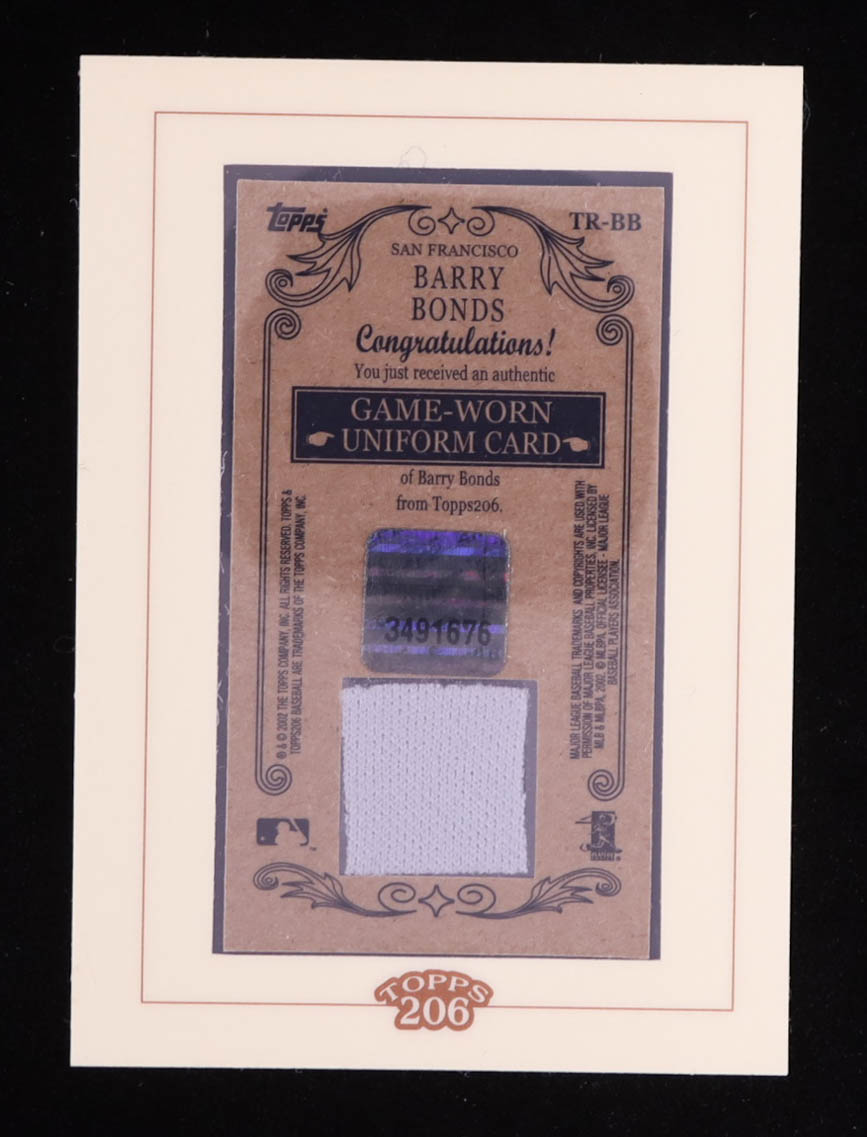 topps
TR-BB
SAN FRANCISCO
BARRY
BONDS
Congratulations!
You just received an authentic
GAME-WORN
UNIFORM CARD
of Barry Bonds
from Topps206.
3491676
® & © 2002 THE TOPPS COMPANY, INC. ALL RIGHTS RESERVED. TOPPS &
TOPPS206 BASEBALL ARE TRADEMARKS OF THE TOPPS COMPANY, INC.
MAJOR LEAGUE BASEBALL TRADEMARKS AND COPYRIGHTS ARE USED WITH
PERMISSION OF MAJOR LEAGUE BASEBALL PROPERTIES, INC. LICENSED BY
MLB & MLBPA, 2002. © MLBPA, OFFICIAL LICENSEE - MAJOR LEAGUE
BASEBALL PLAYERS ASSOCIATION.
TOPPS
206